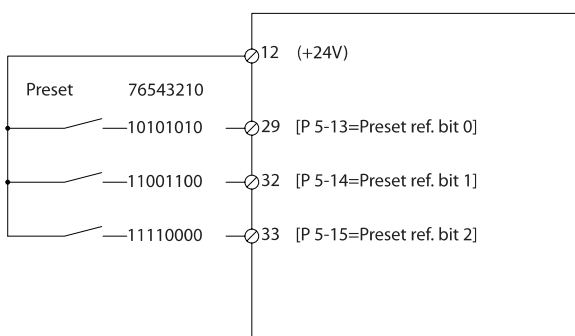 12 (+24V)
Preset 76543210
10101010 29 [P 5-13=Preset ref. bit 0]
11001100 32 [P 5-14=Preset ref. bit 1]
11110000 33 [P 5-15=Preset ref. bit 2]